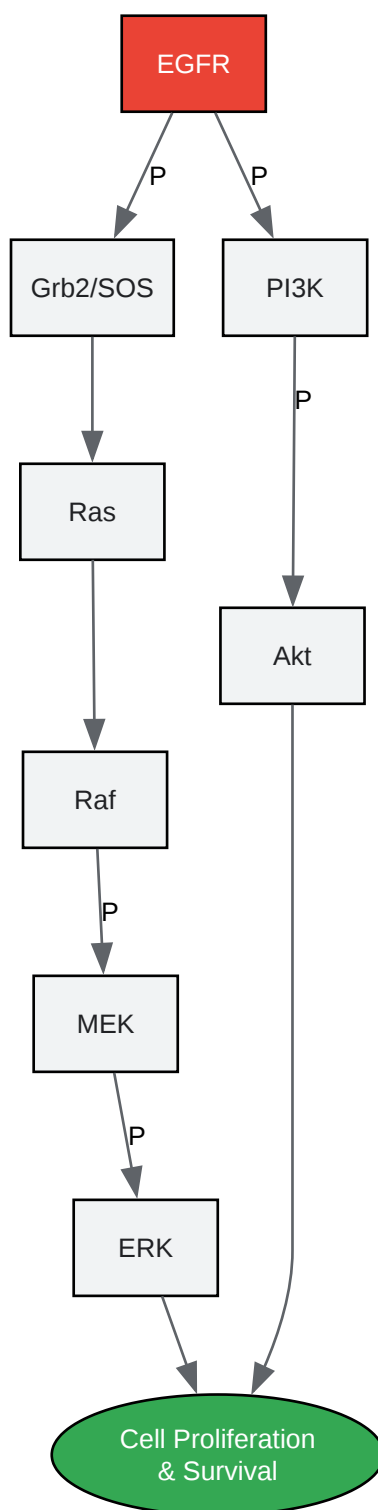 EGFR
P
P
Grb2/SOS
PI3K
P
Ras
Akt
Raf
P
MEK
P
ERK
Cell Proliferation
& Survival